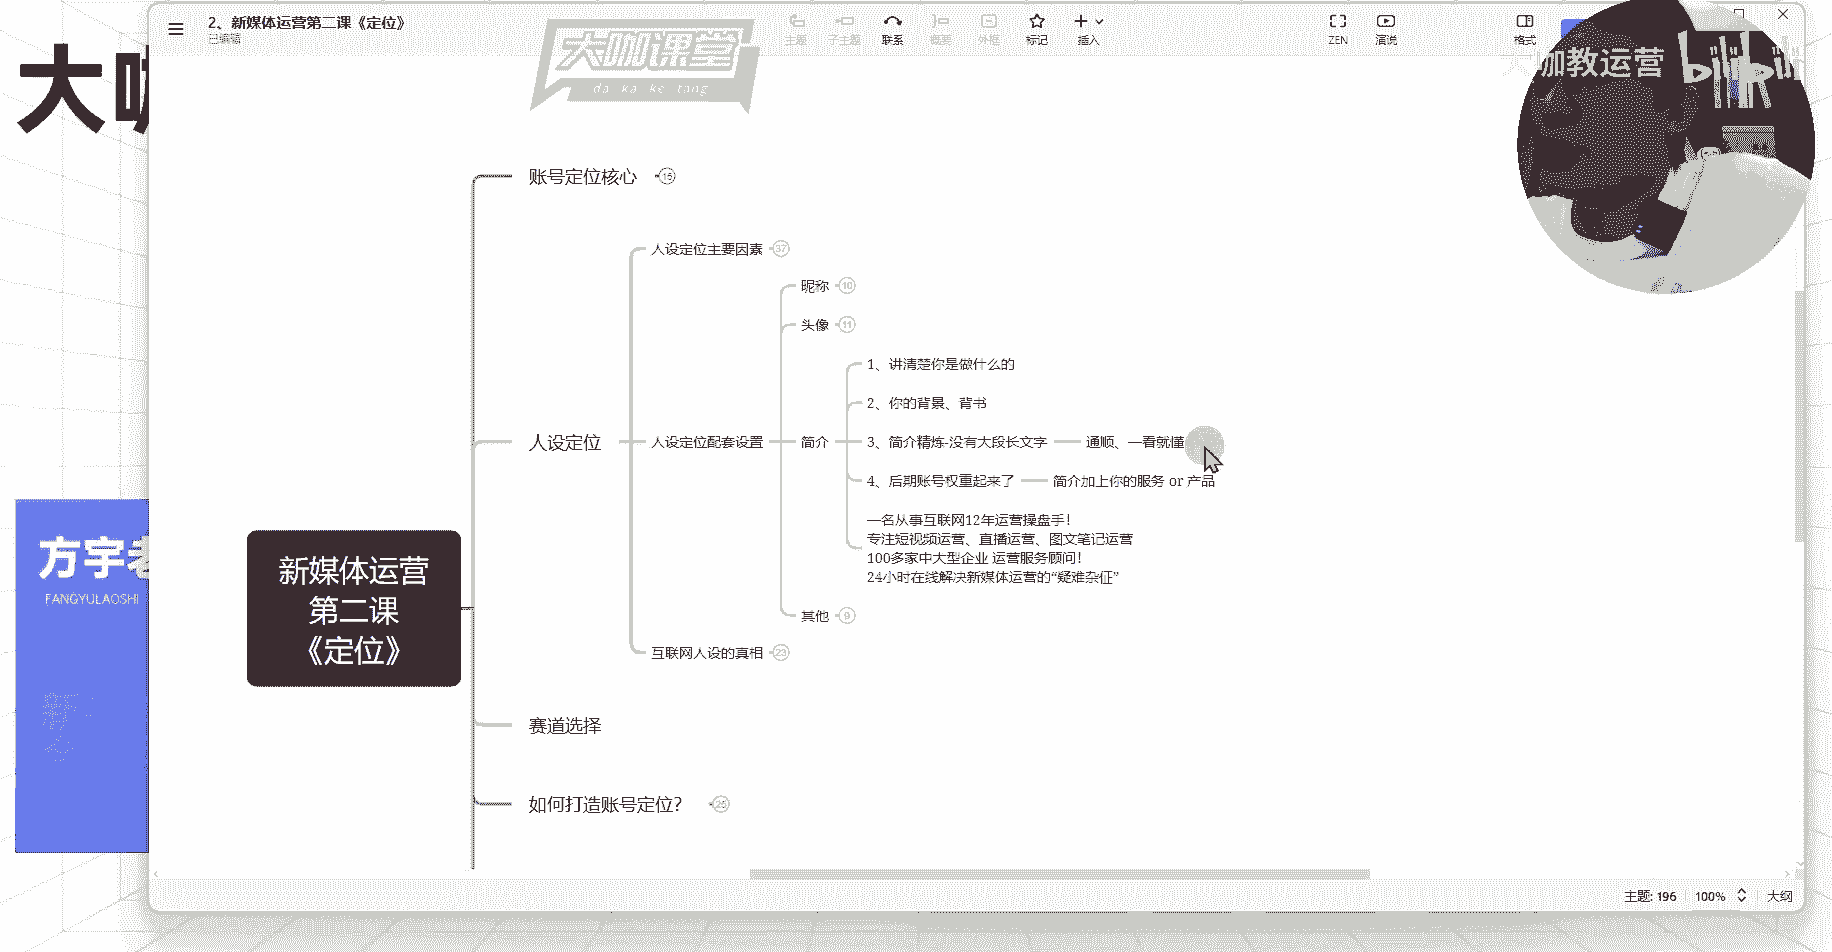 2、新媒体运营第二课《定位》
已编辑
主题
子主题
联系
概要
外框
标记
插入
ZEN
演说
格式
大咖课堂
da ka ke tang
咖教运营
bilibili
大
账号定位核心
15
人设定位主要因素
37
昵称
10
头像
11
1、讲清楚你是做什么的
2、你的背景、背书
人设定位
人设定位配套设置
简介
3、简介精炼-没有大段长文字
通顺、一看就懂
4、后期账号权重起来了
简介加上你的服务 or 产品
一名从事互联网12年运营操盘手！
专注短视频运营、直播运营、图文笔记运营
100多家中大型企业 运营服务顾问！
24小时在线解决新媒体运营的“疑难杂征”
其他
9
互联网人设的真相
23
新媒体运营
第二课
《定位》
方宇老
FANGYULAOSHI
赛道选择
如何打造账号定位？
25
主题: 196
100%
大纲